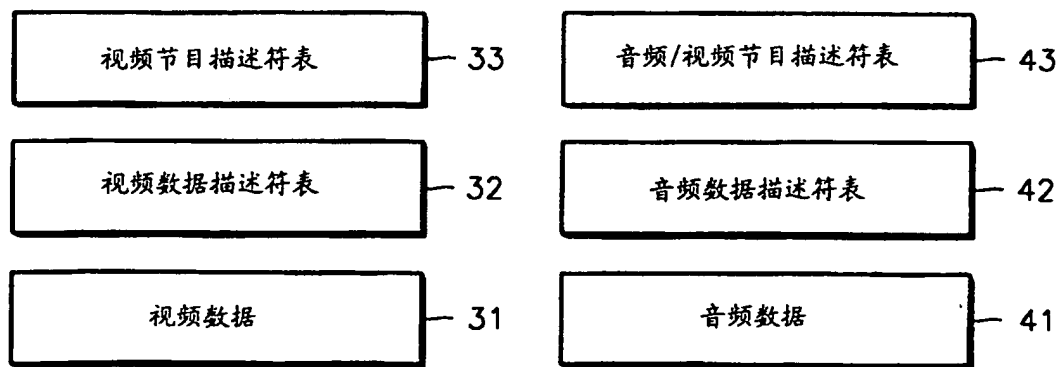 视频节目描述符表 33
音频/视频节目描述符表 43
视频数据描述符表 32
音频数据描述符表 42
视频数据 31
音频数据 41